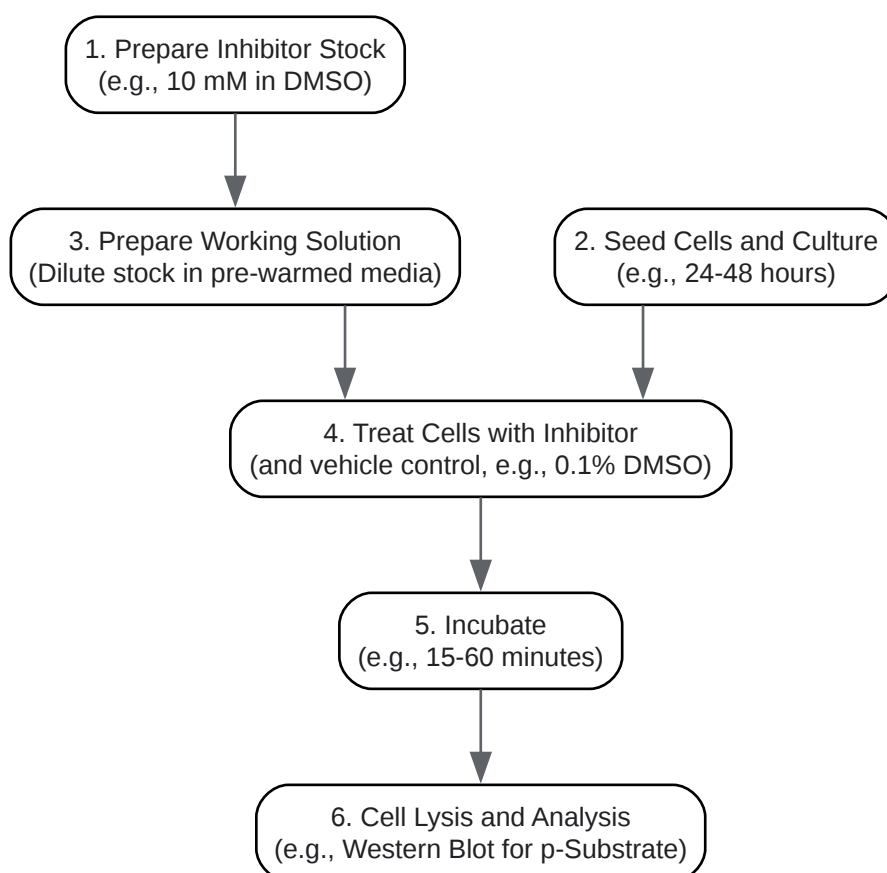 1. Prepare Inhibitor Stock
(e.g., 10 mM in DMSO)
3. Prepare Working Solution
(Dilute stock in pre-warmed media)
2. Seed Cells and Culture
(e.g., 24-48 hours)
4. Treat Cells with Inhibitor
(and vehicle control, e.g., 0.1% DMSO)
5. Incubate
(e.g., 15-60 minutes)
6. Cell Lysis and Analysis
(e.g., Western Blot for p-Substrate)